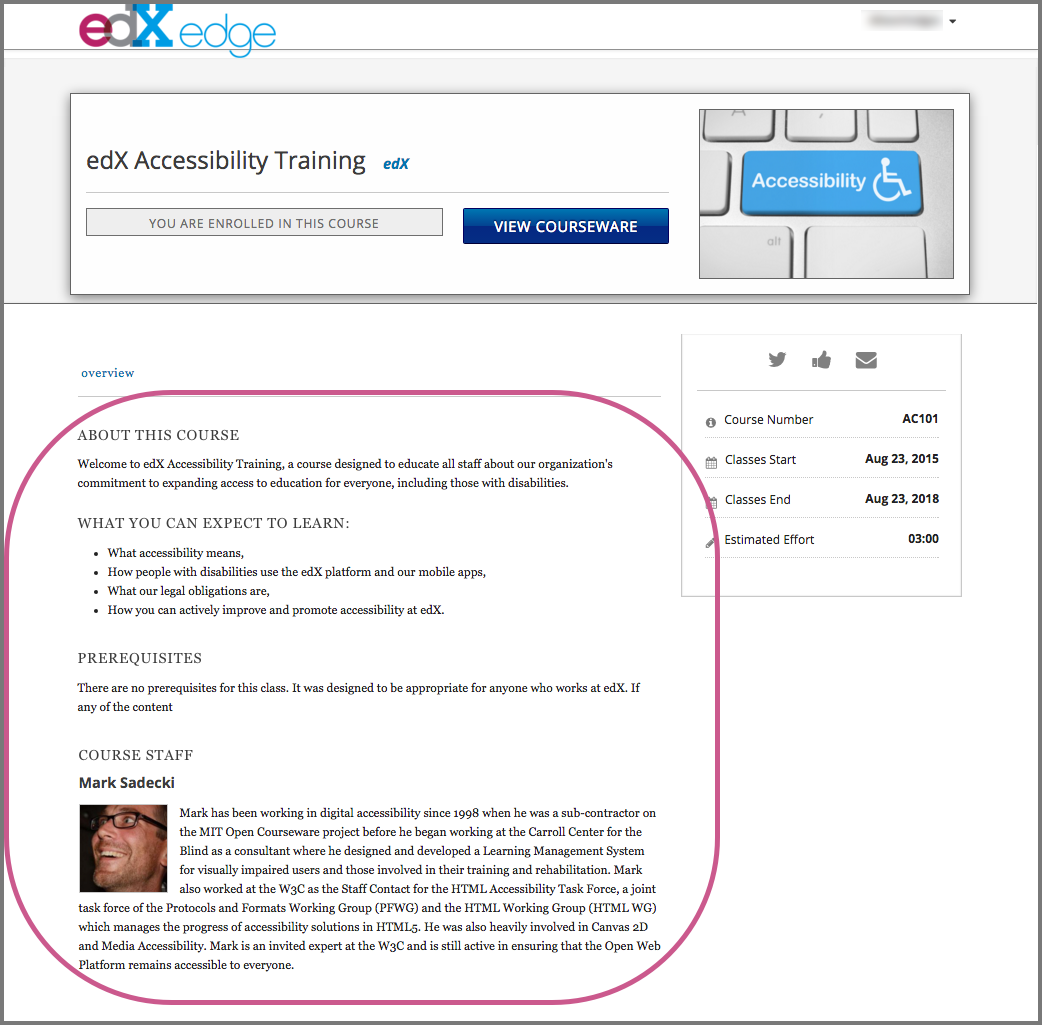 edX edge
edX Accessibility Training edX
YOU ARE ENROLLED IN THIS COURSE
VIEW COURSEWARE
Accessibility
alt
overview
ABOUT THIS COURSE
Welcome to edX Accessibility Training, a course designed to educate all staff about our organization's
commitment to expanding access to education for everyone, including those with disabilities.
WHAT YOU CAN EXPECT TO LEARN:
• What accessibility means,
• How people with disabilities use the edX platform and our mobile apps,
• What our legal obligations are,
• How you can actively improve and promote accessibility at edX.
PREREQUISITES
There are no prerequisites for this class. It was designed to be appropriate for anyone who works at edX. If
any of the content
COURSE STAFF
Mark Sadecki
Mark has been working in digital accessibility since 1998 when he was a sub-contractor on
the MIT Open Courseware project before he began working at the Carroll Center for the
Blind as a consultant where he designed and developed a Learning Management System
for visually impaired users and those involved in their training and rehabilitation. Mark
also worked at the W3C as the Staff Contact for the HTML Accessibility Task Force, a joint
task force of the Protocols and Formats Working Group (PFWG) and the HTML Working Group (HTML WG)
which manages the progress of accessibility solutions in HTML5. He was also heavily involved in Canvas 2D
and Media Accessibility. Mark is an invited expert at the W3C and is still active in ensuring that the Open Web
Platform remains accessible to everyone.
Course Number AC101
Classes Start Aug 23, 2015
Classes End Aug 23, 2018
Estimated Effort 03:00